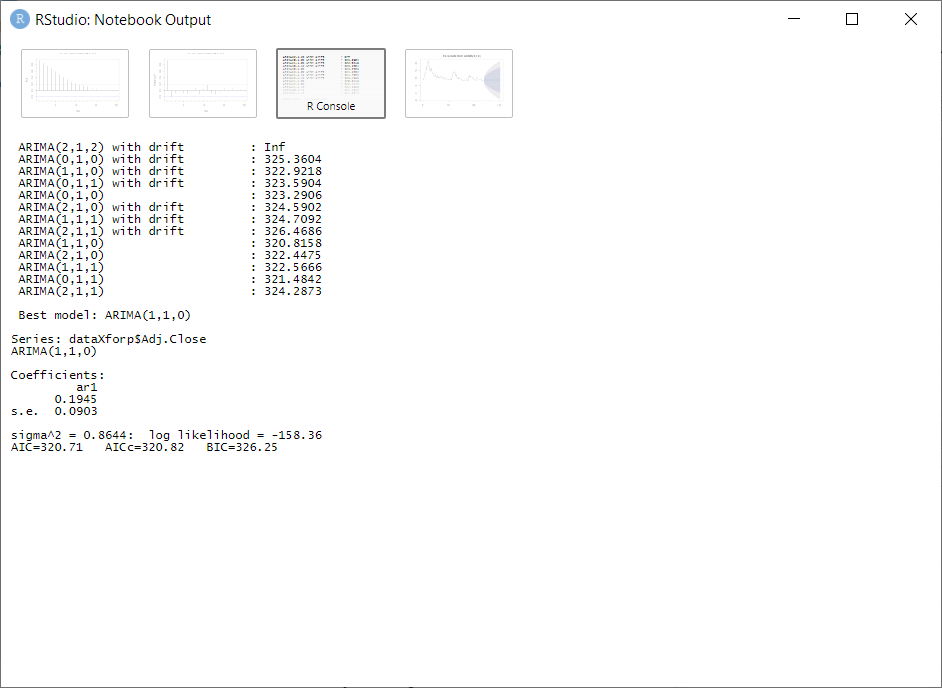 RStudio: Notebook Output
R Console
ARIMA(2,1,2) with drift : Inf
ARIMA(0,1,0) with drift : 325.3604
ARIMA(1,1,0) with drift : 322.9218
ARIMA(0,1,1) with drift : 323.5904
ARIMA(0,1,0) : 323.2906
ARIMA(2,1,0) with drift : 324.5902
ARIMA(1,1,1) with drift : 324.7092
ARIMA(2,1,1) with drift : 326.4686
ARIMA(1,1,0) : 320.8158
ARIMA(2,1,0) : 322.4475
ARIMA(1,1,1) : 322.5666
ARIMA(0,1,1) : 321.4842
ARIMA(2,1,1) : 324.2873
Best model: ARIMA(1,1,0)
Series: dataXforp$Adj.Close
ARIMA(1,1,0)
Coefficients:
ar1
0.1945
s.e. 0.0903
sigma^2 = 0.8644: log likelihood = -158.36
AIC=320.71 AICc=320.82 BIC=326.25